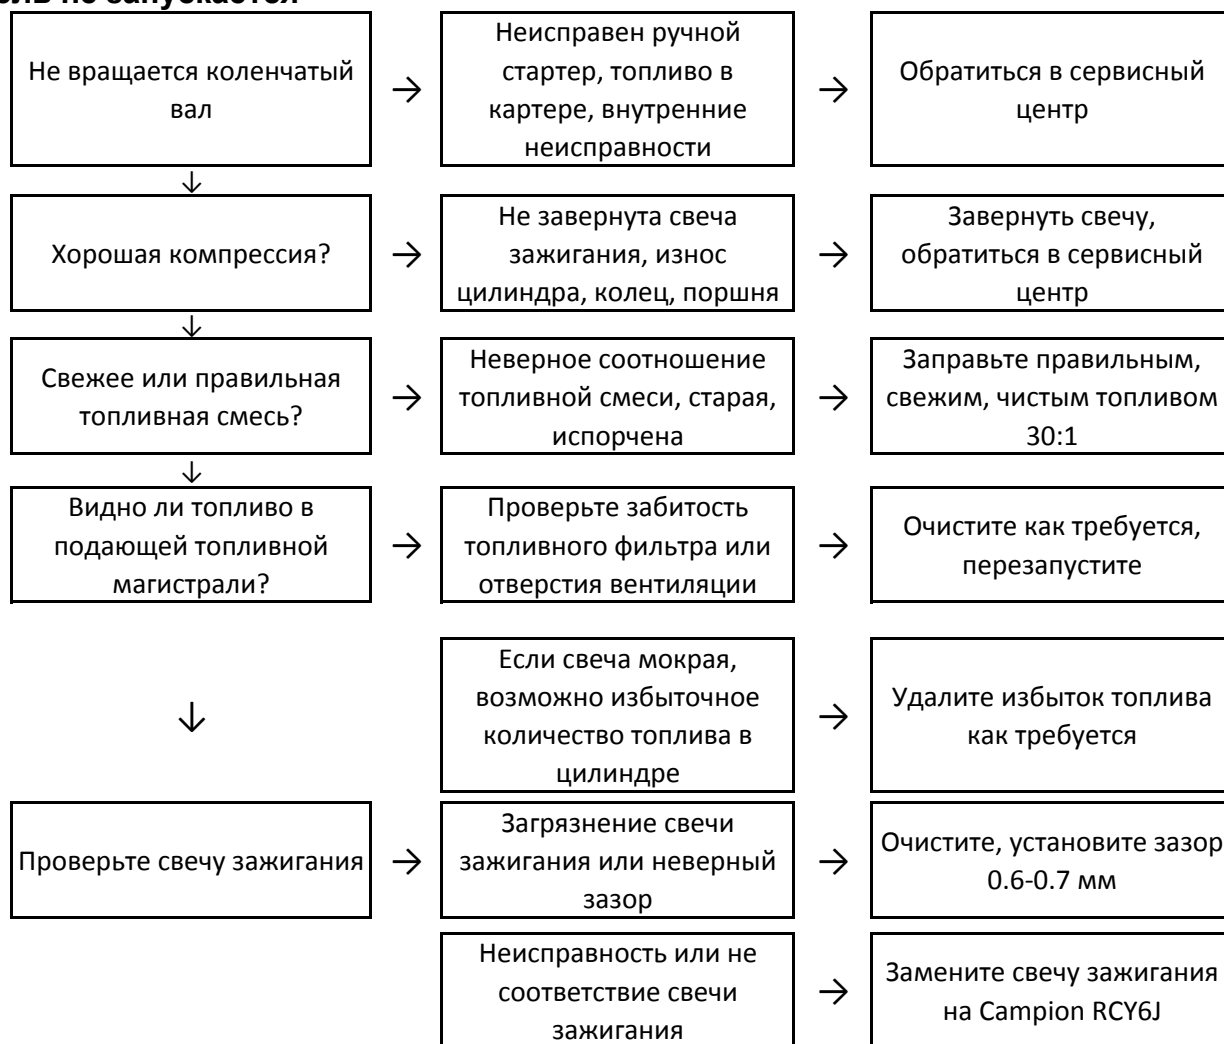 не запускается
Не вращается коленчатый
вал
→
Неисправен ручной
стартер, топливо в
картере, внутренние
неисправности
→
Обратиться в сервисный
центр
↓
Хорошая компрессия?
→
Не завернута свеча
зажигания, износ
цилиндра, колец, поршня
→
Завернуть свечу,
обратиться в сервисный
центр
↓
Свежее или правильная
топливная смесь?
→
Неверное соотношение
топливной смеси, старая,
испорчена
→
Заправьте правильным,
свежим, чистым топливом
30:1
↓
Видно ли топливо в
подающей топливной
магистрали?
→
Проверьте забитость
топливного фильтра или
отверстия вентиляции
→
Очистите как требуется,
перезапустите
↓
Если свеча мокрая,
возможно избыточное
количество топлива в
цилиндре
→
Удалите избыток топлива
как требуется
Проверьте свечу зажигания
→
Загрязнение свечи
зажигания или неверный
зазор
→
Очистите, установите зазор
0.6-0.7 мм
Неисправность или не
соответствие свечи
зажигания
→
Замените свечу зажигания
на Campion RCY6J